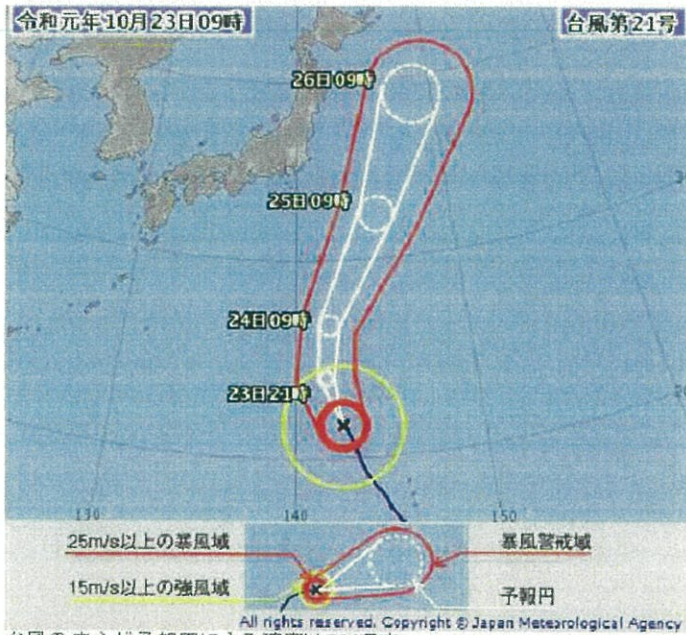 令和元年10月23日09時
台風第21号
26日09時
25日09時
24日09時
23日21時
130
140
150
25m/s以上の暴風域
暴風警戒域
15m/s以上の強風域
予報円
All rights reserved. Copyright © Japan Meteorological Agency